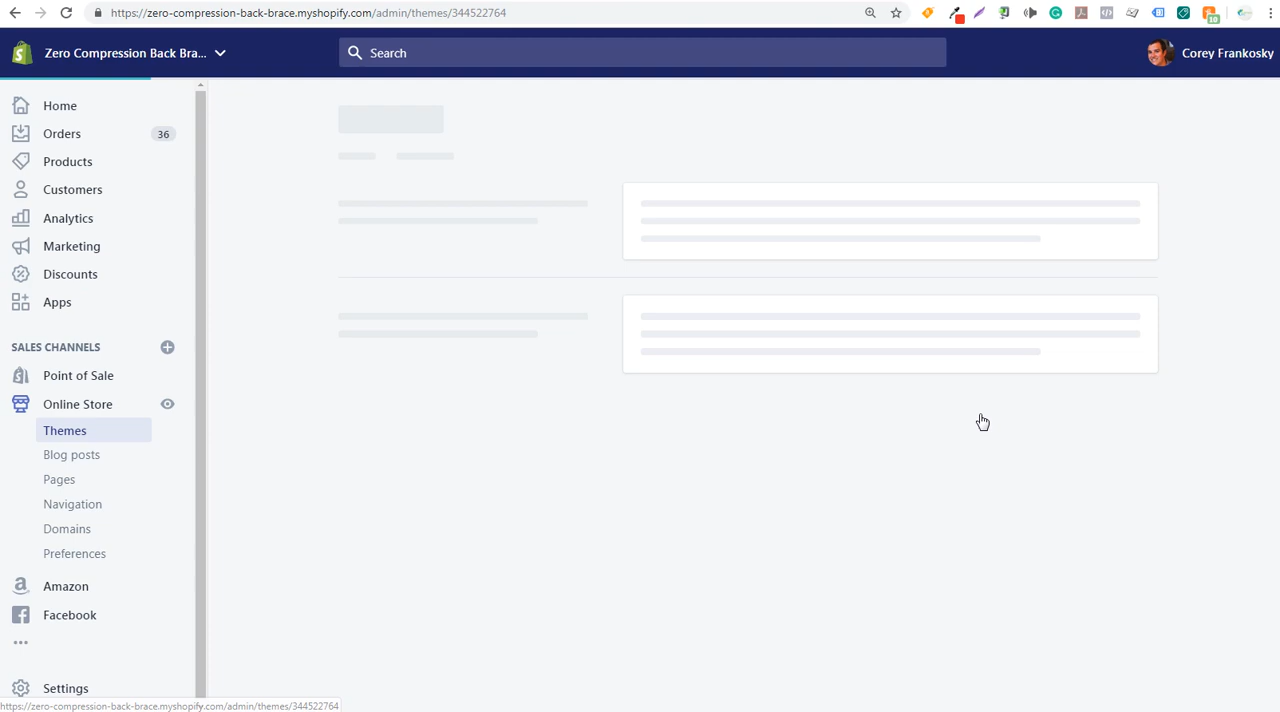 https://zero-compression-back-brace.myshopify.com/admin/themes/344522764
10
Zero Compression Back Bra...
Search
Corey Frankosky
Home
Orders 36
Products
Customers
Analytics
Marketing
Discounts
Apps
SALES CHANNELS
Point of Sale
Online Store
Themes
Blog posts
Pages
Navigation
Domains
Preferences
Amazon
Facebook
Settings
https://zero-compression-back-brace.myshopify.com/admin/themes/344522764